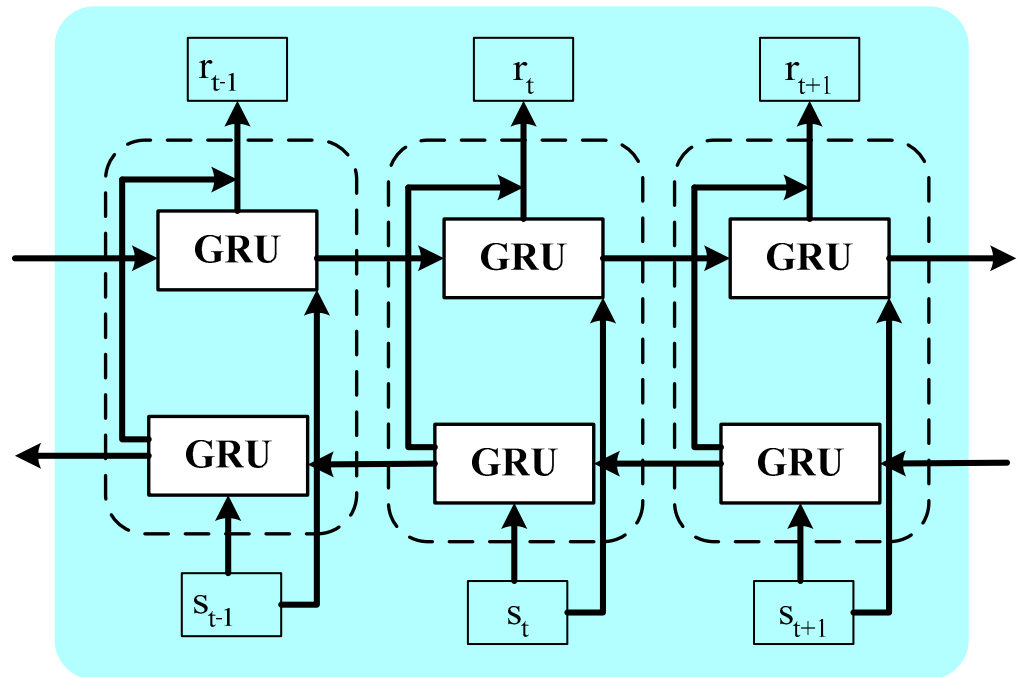 r_{t-1} r_t r_{t+1}
GRU GRU GRU
GRU GRU GRU
s_{t-1} s_t s_{t+1}